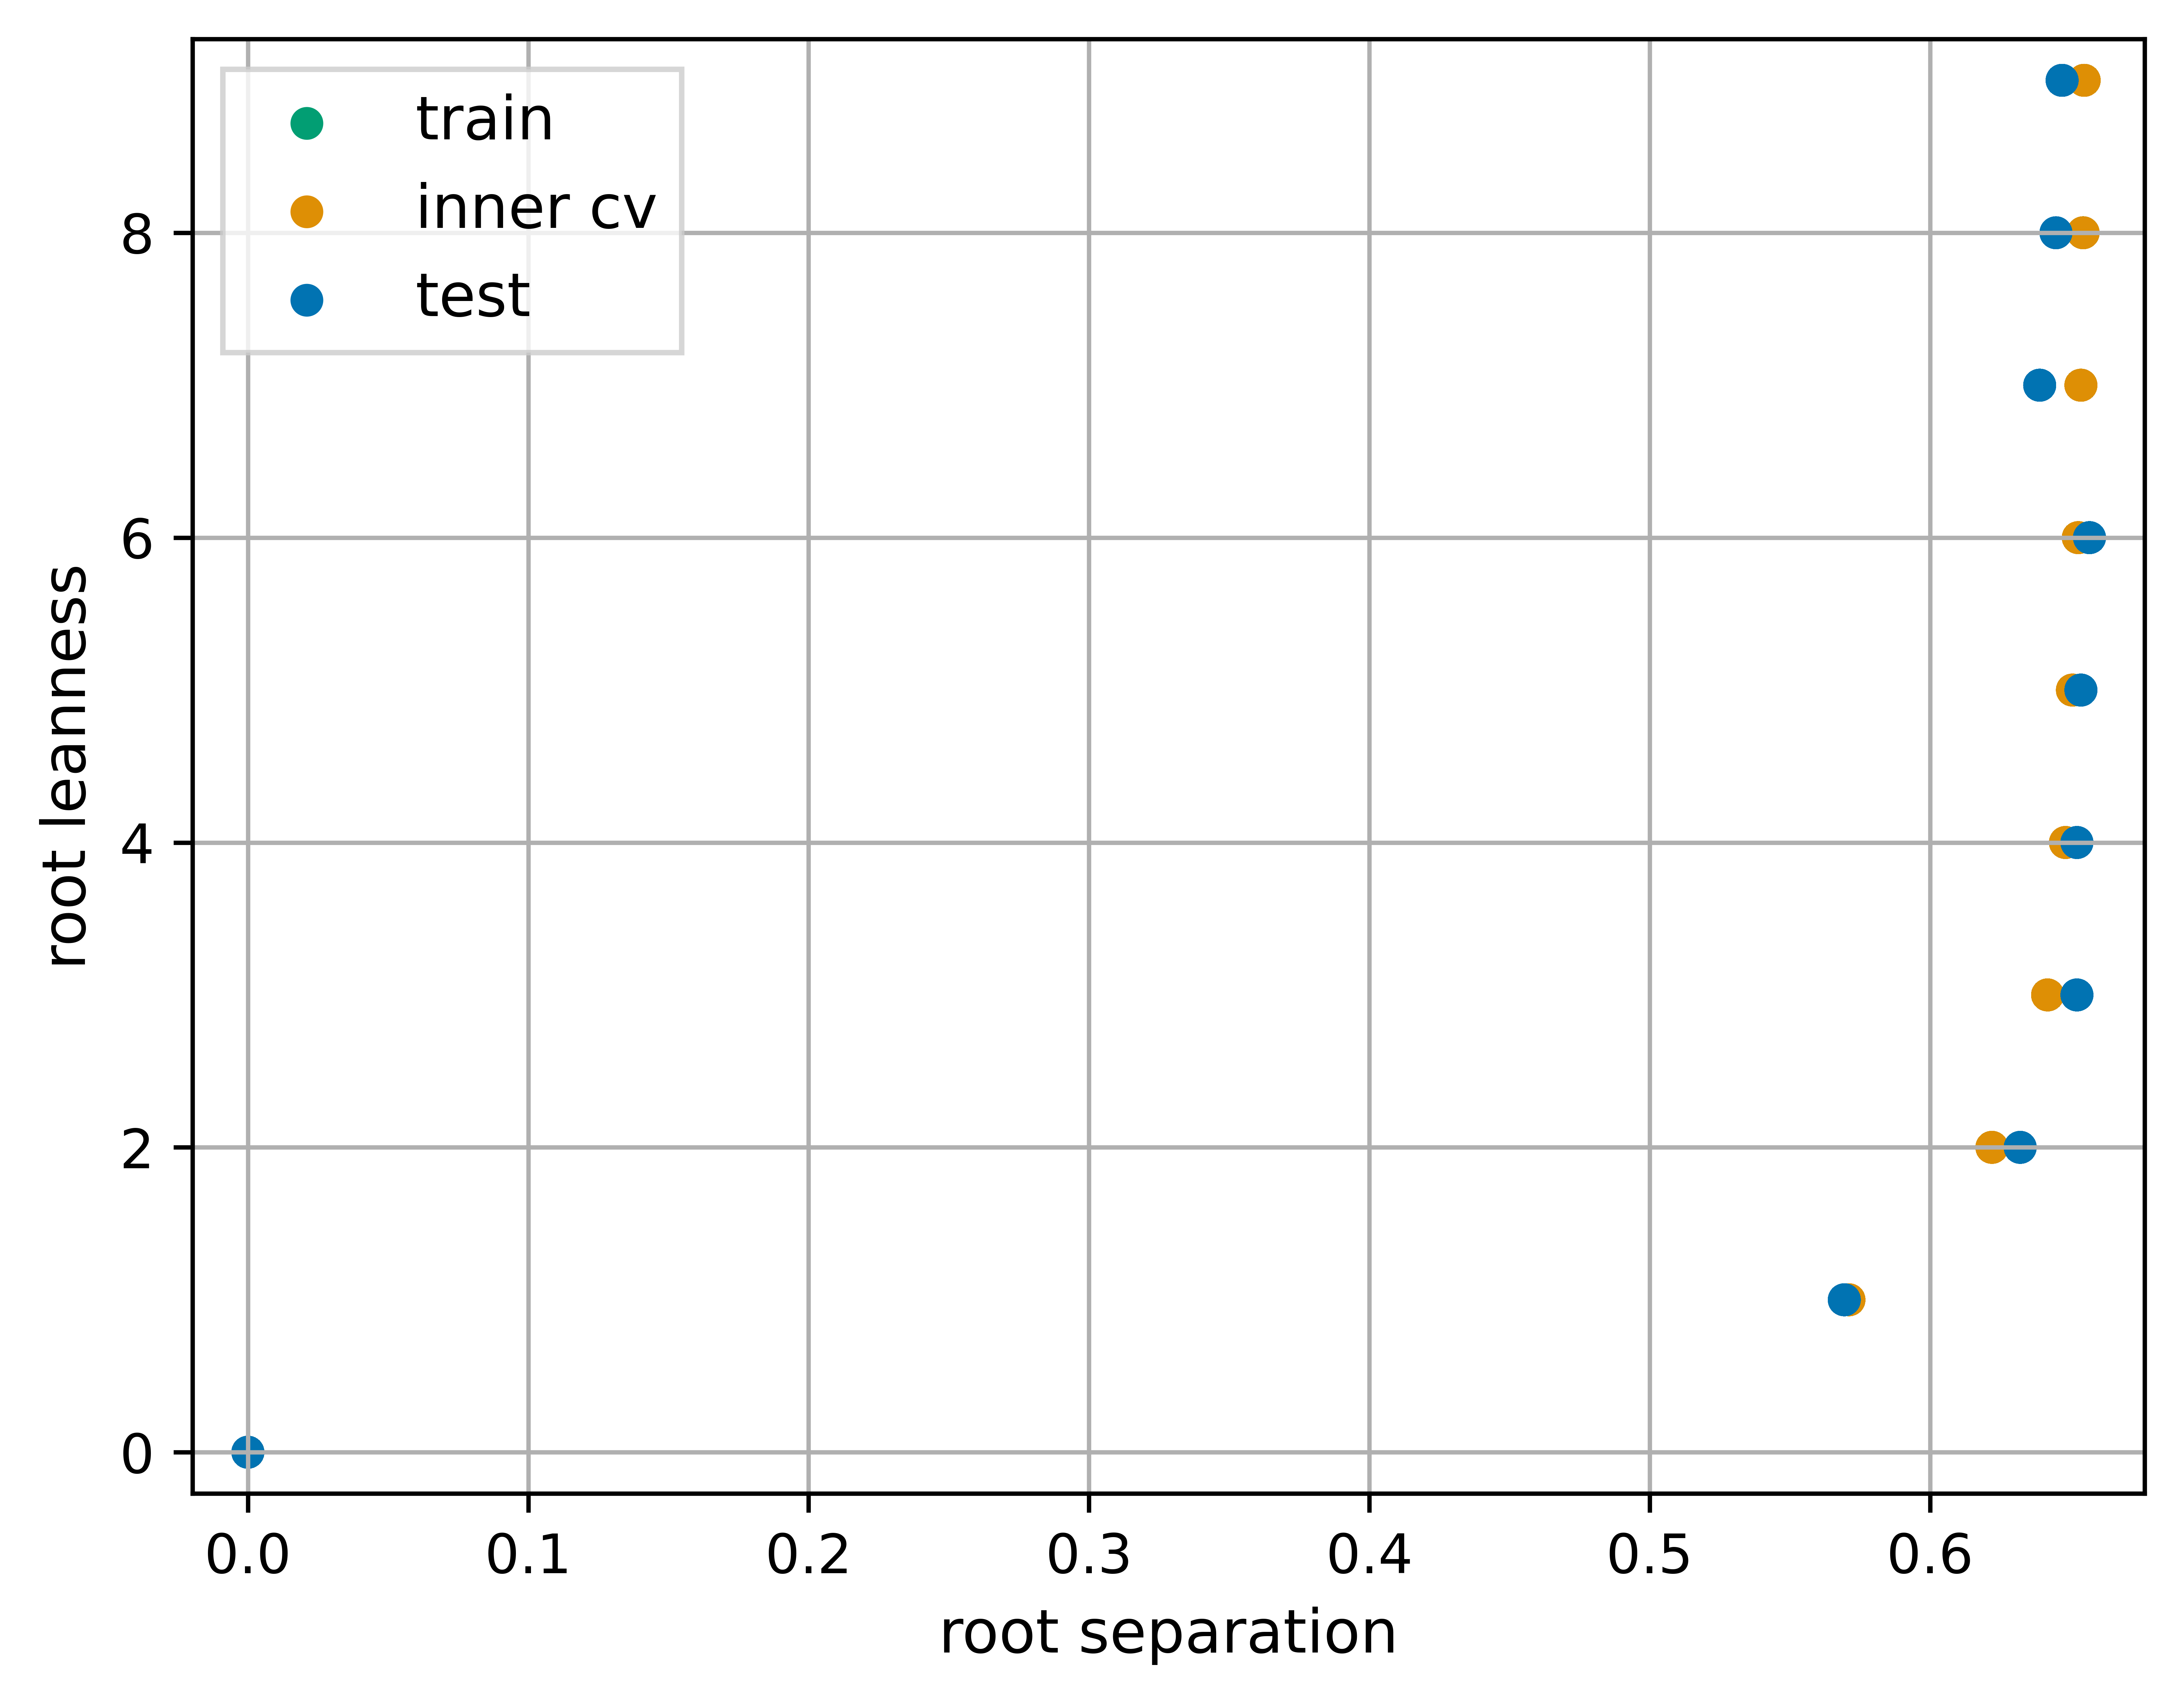 train
inner cv
test
8
6
4
2
0
root leanness
0.0 0.1 0.2 0.3 0.4 0.5 0.6
root separation